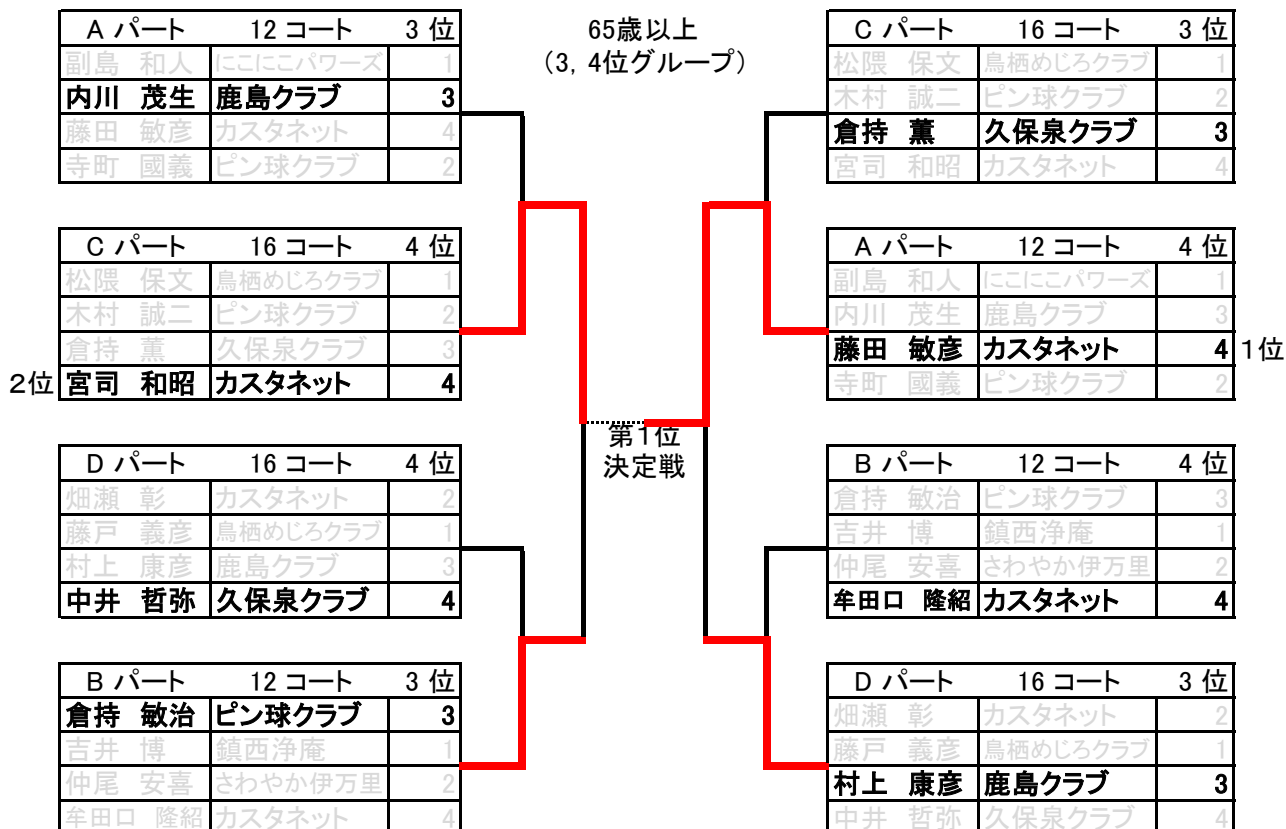 A パート 12 コート 3 位
副島 和人 にこにこパワーズ 1
内川 茂生 鹿島クラブ 3
藤田 敏彦 カスタネット 4
寺町 國義 ピン球クラブ 2
65歳以上
（3，4位グループ）
C パート 16 コート 3 位
松隈 保文 鳥栖めじろクラブ 1
木村 誠二 ピン球クラブ 2
倉持 薫 久保泉クラブ 3
宮司 和昭 カスタネット 4
C パート 16 コート 4 位
松隈 保文 鳥栖めじろクラブ 1
木村 誠二 ピン球クラブ 2
倉持 薫 久保泉クラブ 3
2位 宮司 和昭 カスタネット 4
A パート 12 コート 4 位
副島 和人 にこにこパワーズ 1
内川 茂生 鹿島クラブ 3
藤田 敏彦 カスタネット 4 1位
寺町 國義 ピン球クラブ 2
第1位
決定戦
D パート 16 コート 4 位
畑瀬 彰 カスタネット 2
藤戸 義彦 鳥栖めじろクラブ 1
村上 康彦 鹿島クラブ 3
中井 哲弥 久保泉クラブ 4
B パート 12 コート 4 位
倉持 敏治 ピン球クラブ 3
吉井 博 鎮西浄庵 1
仲尾 安喜 さわやか伊万里 2
牟田口 隆紹 カスタネット 4
B パート 12 コート 3 位
倉持 敏治 ピン球クラブ 3
吉井 博 鎮西浄庵 1
仲尾 安喜 さわやか伊万里 2
牟田口 隆紹 カスタネット 4
D パート 16 コート 3 位
畑瀬 彰 カスタネット 2
藤戸 義彦 鳥栖めじろクラブ 1
村上 康彦 鹿島クラブ 3
中井 哲弥 久保泉クラブ 4